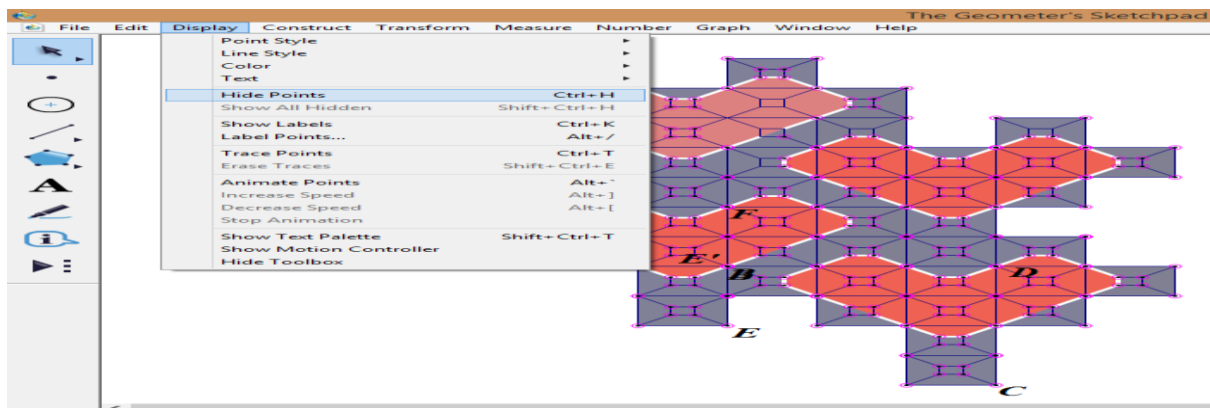 The Geometer's Sketchpad
File Edit Display Construct Transform Measure Number Graph Window Help
Point Style
Line Style
Color
Text
Hide Points Ctrl+H
Show All Hidden Shift+Ctrl+H
Show Labels Ctrl+K
Label Points... Alt+/
Trace Points Ctrl+T
Erase Traces Shift+Ctrl+E
Animate Points Alt+`
Increase Speed Alt+]
Decrease Speed Alt+[
Stop Animation
Show Text Palette Shift+Ctrl+T
Show Motion Controller
Hide Toolbox
A
i
F
E'
B
D
E
C